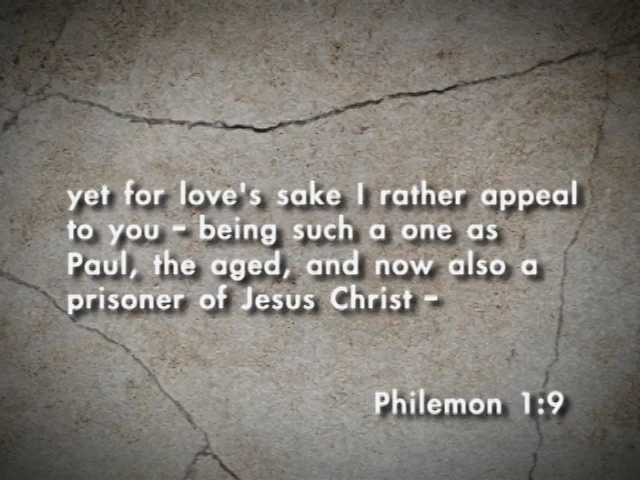 yet for love's sake I rather appeal
to you - being such a one as
Paul, the aged, and now also a
prisoner of Jesus Christ -
Philemon 1:9